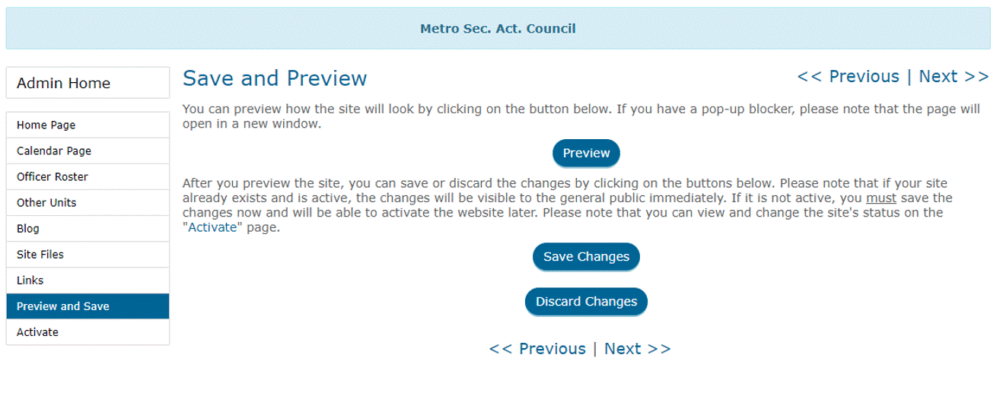 Metro Sec. Act. Council
Admin Home
Home Page
Calendar Page
Officer Roster
Other Units
Blog
Site Files
Links
Preview and Save
Activate
Save and Preview
<< Previous | Next >>
You can preview how the site will look by clicking on the button below. If you have a pop-up blocker, please note that the page will
open in a new window.
Preview
After you preview the site, you can save or discard the changes by clicking on the buttons below. Please note that if your site
already exists and is active, the changes will be visible to the general public immediately. If it is not active, you must save the
changes now and will be able to activate the website later. Please note that you can view and change the site's status on the
"Activate" page.
Save Changes
Discard Changes
<< Previous | Next >>